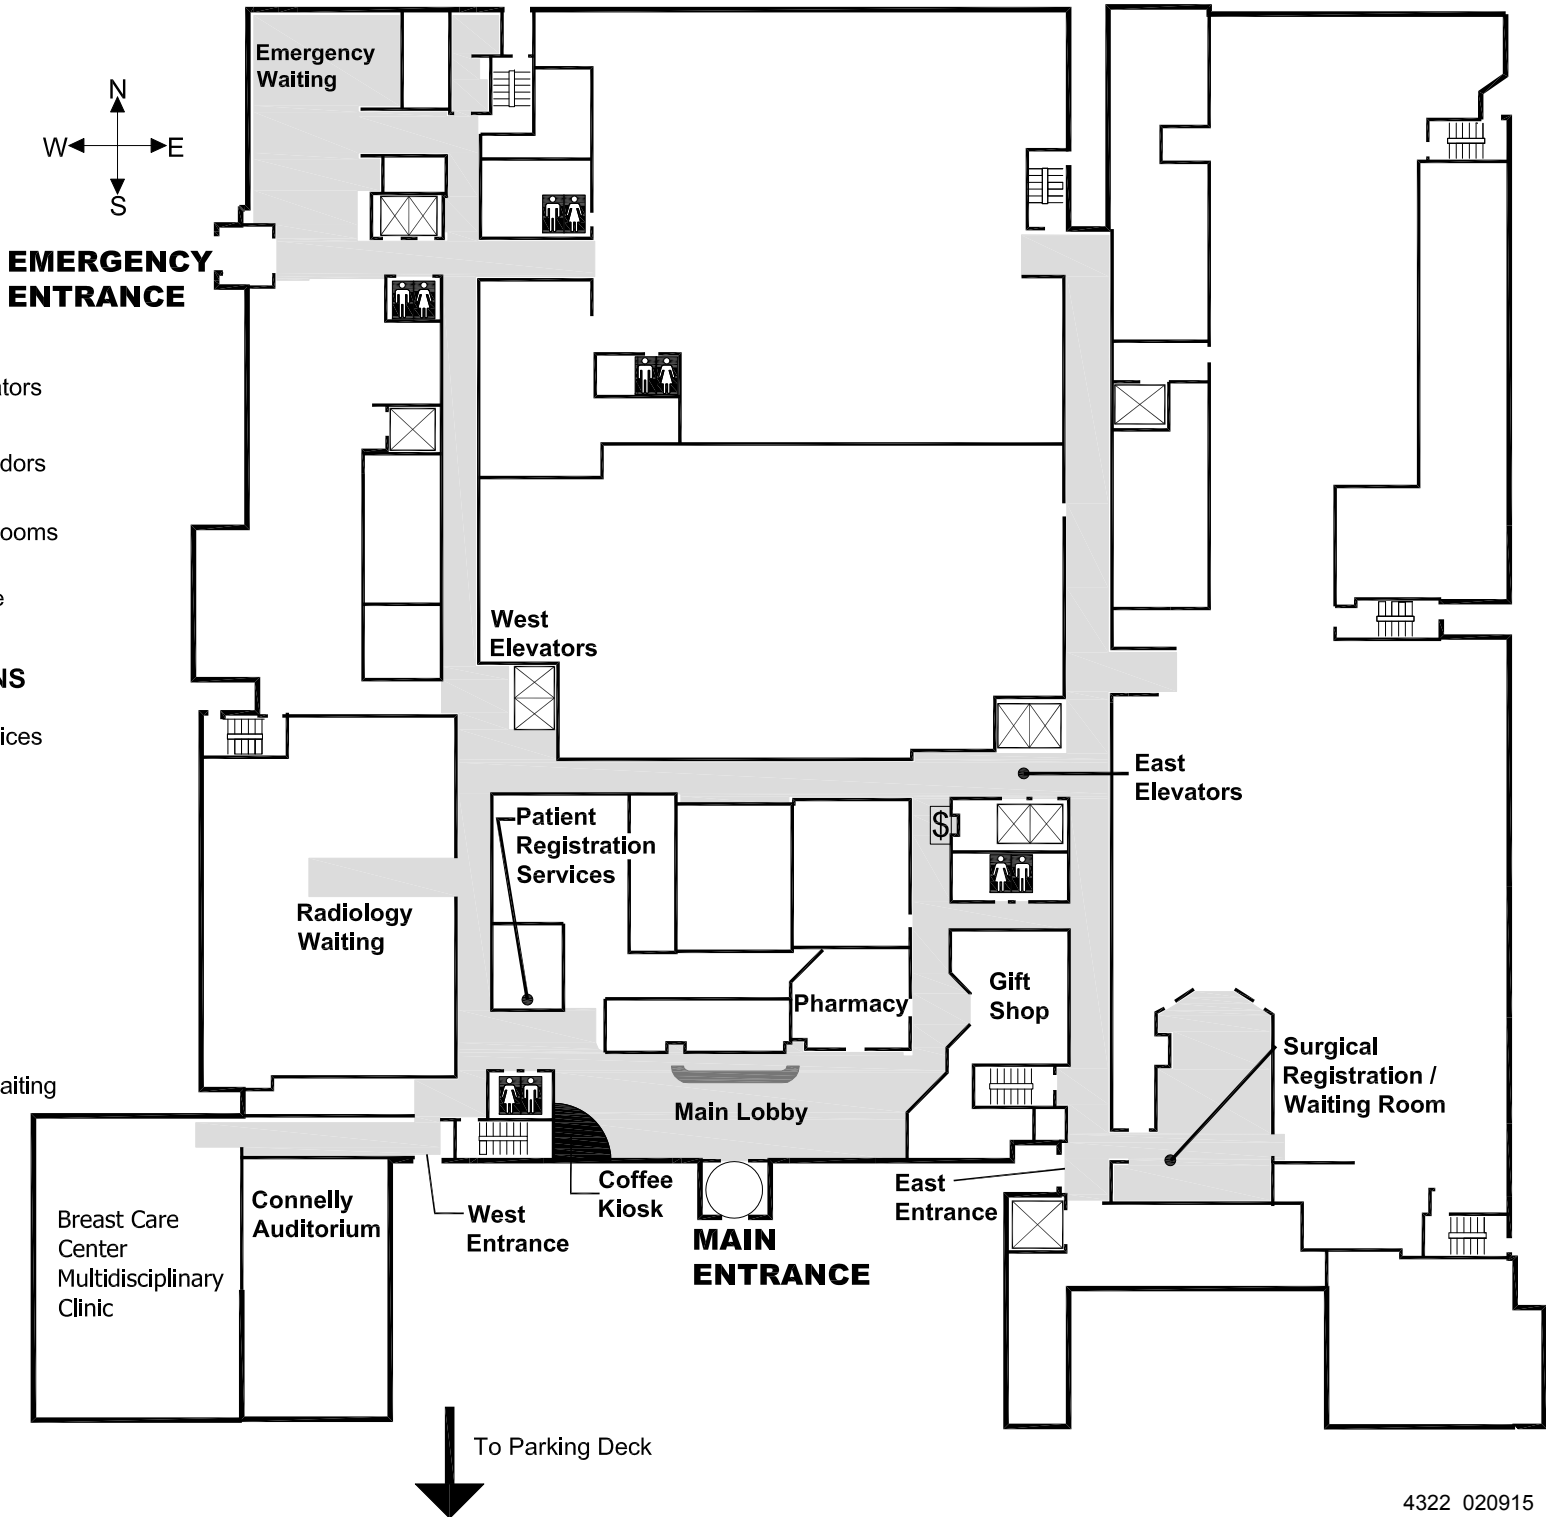 Emergency
Waiting
N
W
E
S
EMERGENCY
ENTRANCE
ators
dors
ooms
e
West
Elevators
NS
ices
East
Elevators
$
Patient
Registration
Services
Radiology
Waiting
Gift
Shop
Pharmacy
Surgical
Registration /
Waiting Room
aiting
Main Lobby
Coffee
Kiosk
East
Entrance
Connelly
Auditorium
West
Entrance
Breast Care
Center
Multidisciplinary
Clinic
MAIN
ENTRANCE
To Parking Deck
4322 020915